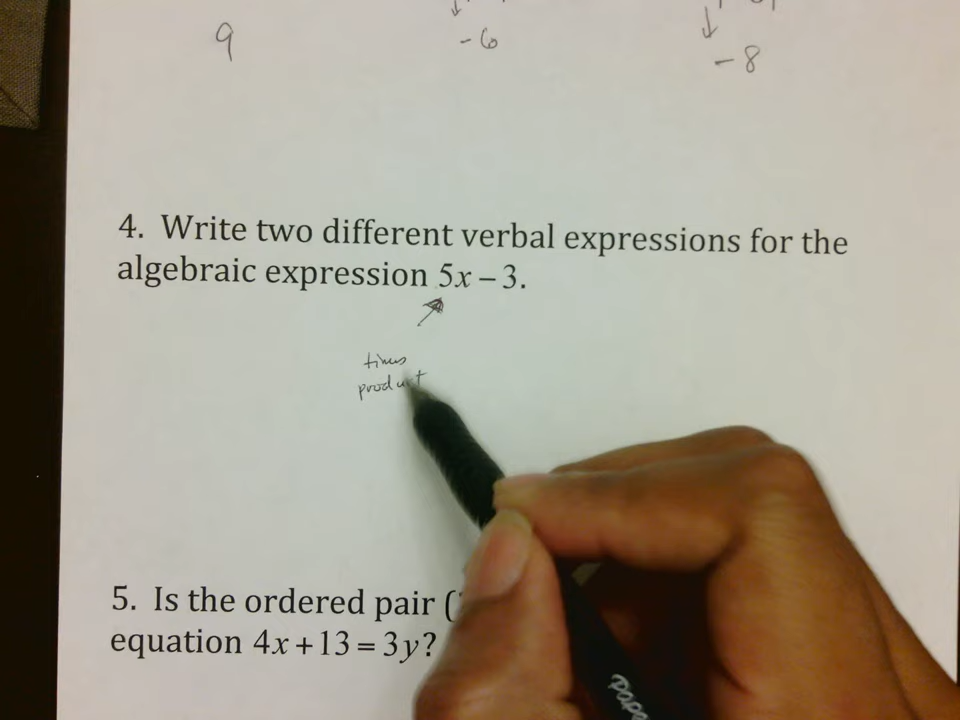 9
- 6
- 8
4. Write two different verbal expressions for the
algebraic expression 5x – 3.
times
product
5. Is the ordered pair (
equation 4x + 13 = 3y?